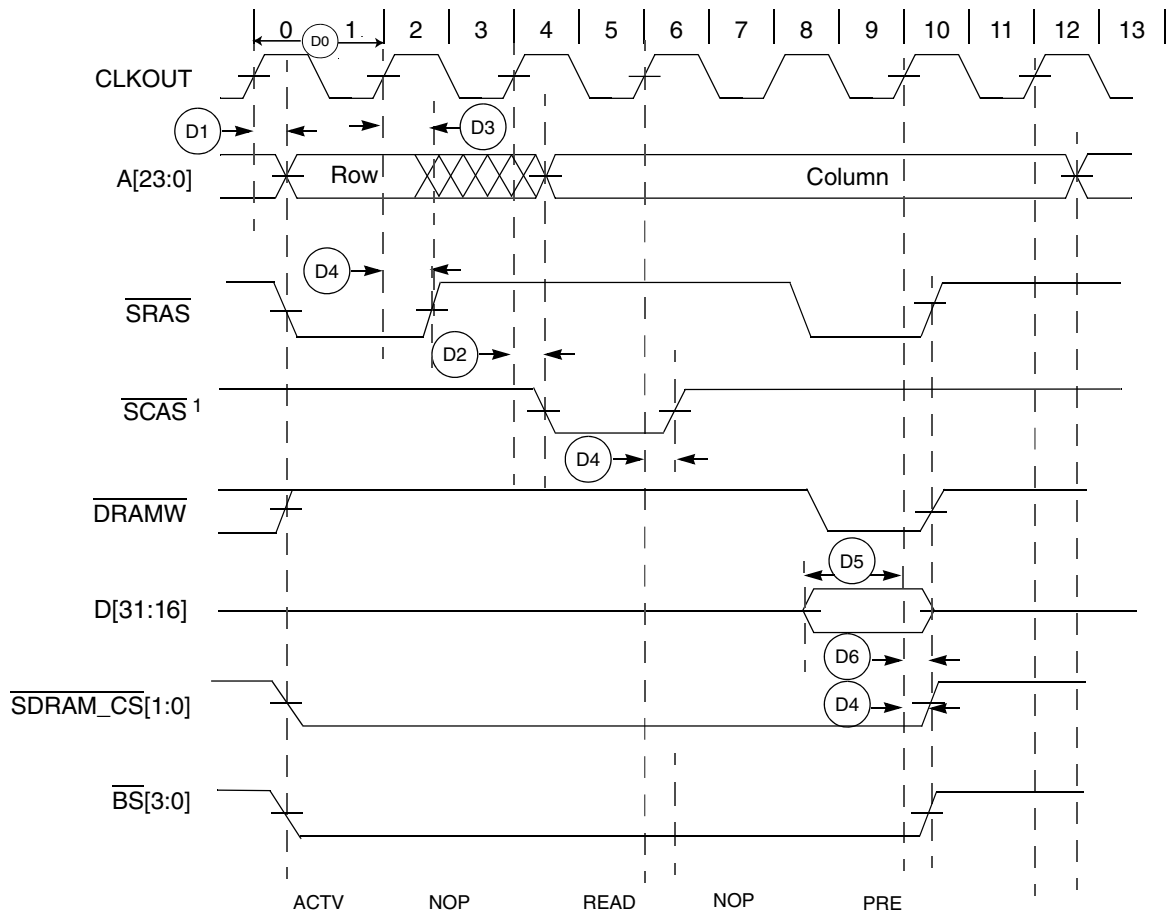 0 1 2 3 4 5 6 7 8 9 10 11 12 13
D0
CLKOUT
D1
D3
A[23:0]
Row
Column
D4
SRAS
D2
SCAS 1
D4
DRAMW
D5
D[31:16]
D6
SDRAM_CS[1:0]
D4
BS[3:0]
ACTV NOP READ NOP PRE